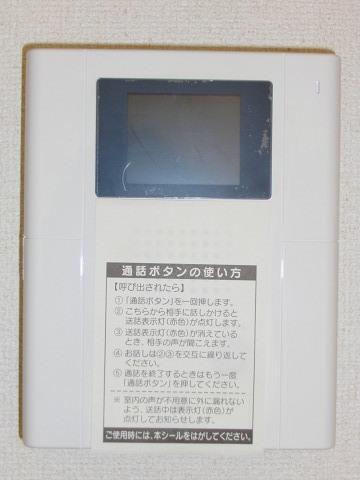 通話ボタンの使い方
【呼び出されたら】
①「通話ボタン」を一回押します。
② こちらから相手に話しかけると
送話表示灯(赤色)が点灯します。
③ 送話表示灯(赤色)が消えている
とき、相手の声が聞こえます。
④ お話しは②③を交互に繰り返して
ください。
⑤ 通話を終了するときはもう一度
「通話ボタン」を押してください。
※ 室内の声が不用意に外に漏れない
よう、送話中は表示灯(赤色)が
点灯してお知らせします。
ご使用時には、本シールをはがしてください。